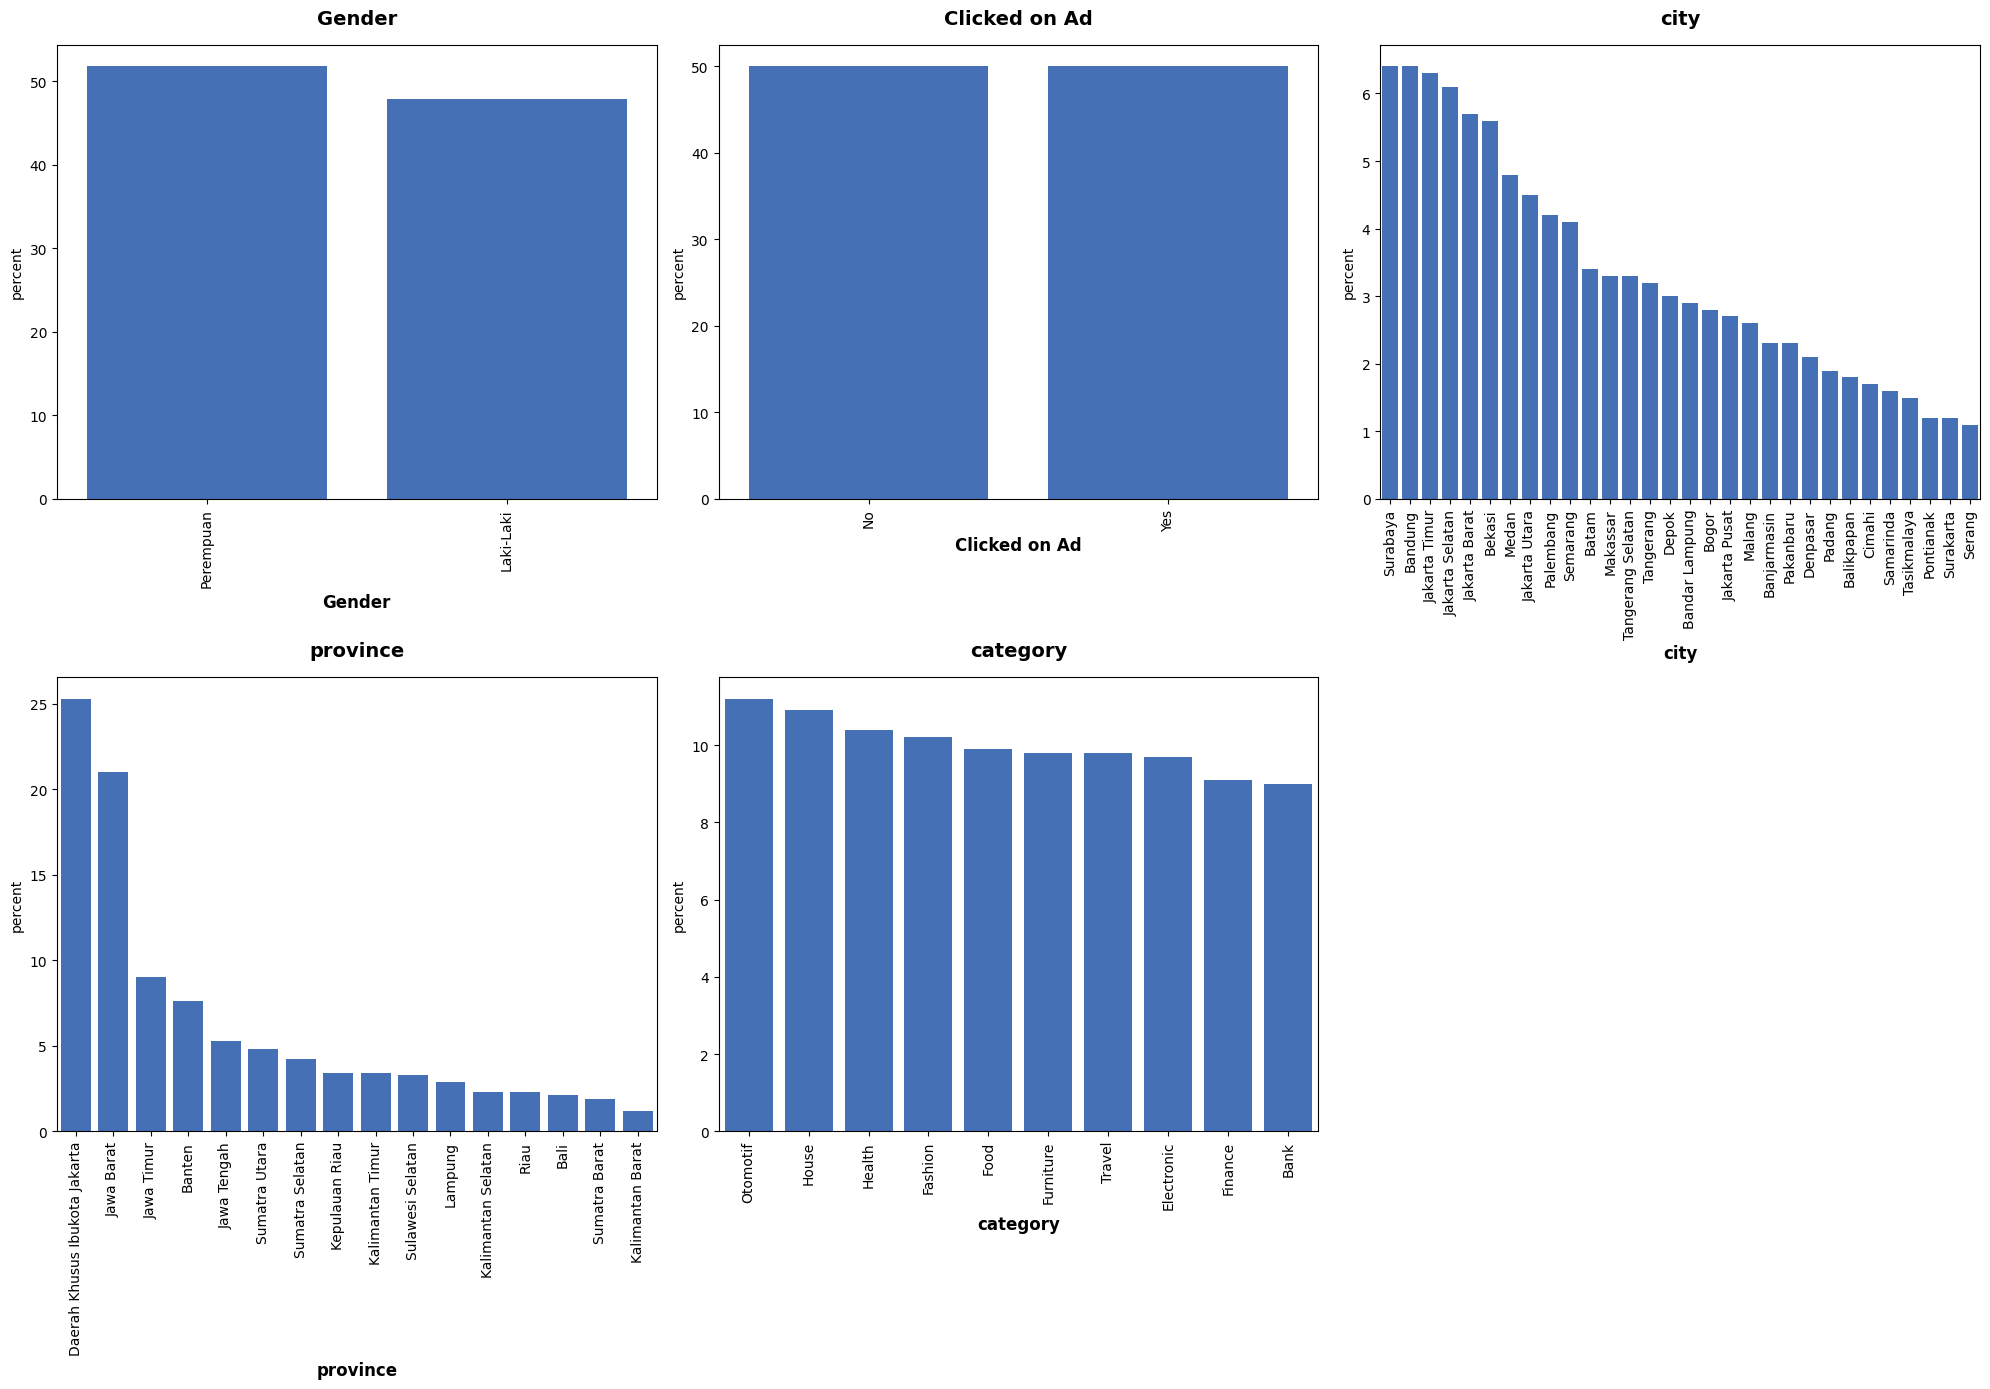 Gender
percent
50
40
30
20
10
0
Perempuan
Laki-Laki
Gender
Clicked on Ad
percent
50
40
30
20
10
0
No
Yes
Clicked on Ad
city
percent
6
5
4
3
2
1
0
Surabaya
Bandung
Jakarta Timur
Jakarta Selatan
Jakarta Barat
Bekasi
Medan
Jakarta Utara
Palembang
Semarang
Batam
Makassar
Tangerang Selatan
Tangerang
Depok
Bandar Lampung
Bogor
Jakarta Pusat
Malang
Banjarmasin
Pakanbaru
Denpasar
Padang
Balikpapan
Cimahi
Samarinda
Tasikmalaya
Pontianak
Surakarta
Serang
city
province
percent
25
20
15
10
5
0
Daerah Khusus Ibukota Jakarta
Jawa Barat
Jawa Timur
Banten
Jawa Tengah
Sumatra Utara
Sumatra Selatan
Kepulauan Riau
Kalimantan Timur
Sulawesi Selatan
Lampung
Kalimantan Selatan
Riau
Bali
Sumatra Barat
Kalimantan Barat
province
category
percent
10
8
6
4
2
0
Otomotif
House
Health
Fashion
Food
Furniture
Travel
Electronic
Finance
Bank
category